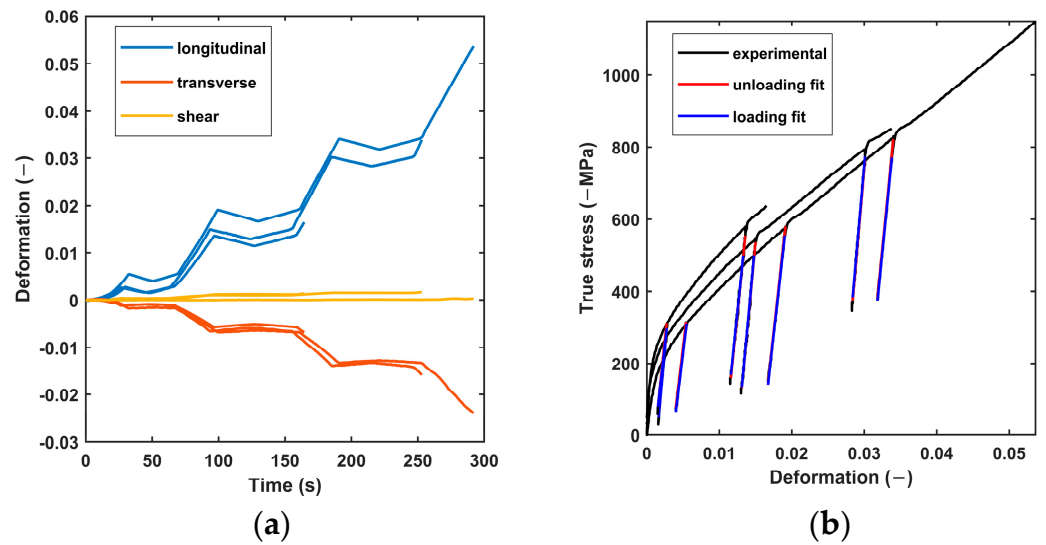 0.06
0.05
0.04
0.03
0.02
0.01
0
-0.01
-0.02
-0.03
Deformation (−)
longitudinal
transverse
shear
0 50 100 150 200 250 300
Time (s)
(a)
1000
800
600
400
200
0
True stress (−MPa)
experimental
unloading fit
loading fit
0 0.01 0.02 0.03 0.04 0.05
Deformation (−)
(b)